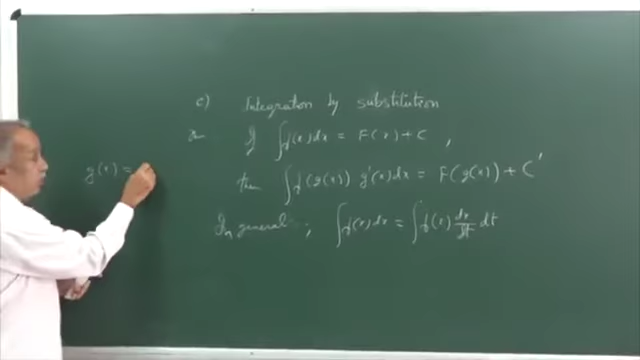 c) Integration by substitution
If ∫f(x)dx = F(x) + C ,
g(x) =
then ∫f(g(x)) g'(x)dx = F(g(x)) + C'
In general ; ∫f(x)dx = ∫f(x) dx/dt dt